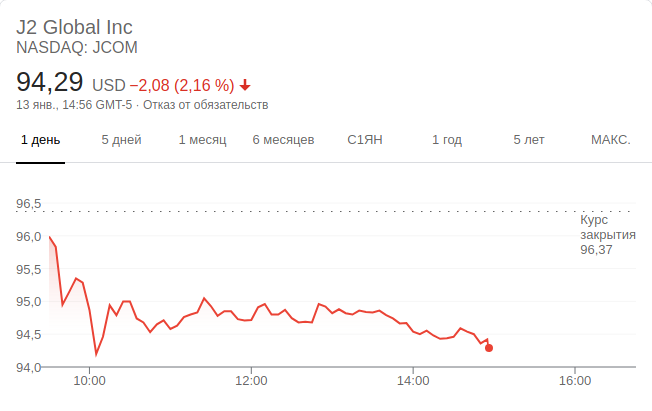 J2 Global Inc
NASDAQ: JCOM
94,29 USD −2,08 (2,16 %)
13 янв., 14:56 GMT-5 · Отказ от обязательств
1 день 5 дней 1 месяц 6 месяцев С1ЯН 1 год 5 лет МАКС.
96,5
Курс
закрытия
96,37
96,0
95,5
95,0
94,5
94,0
10:00 12:00 14:00 16:00